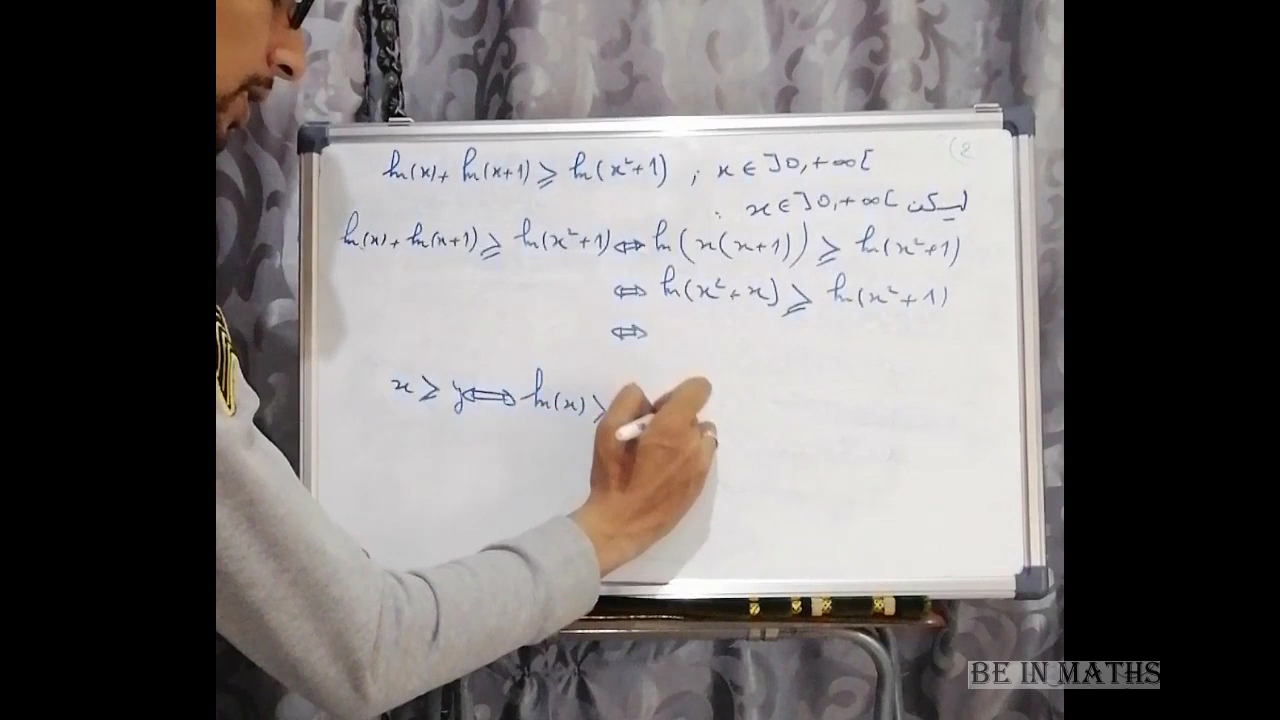 (2
ln(x) + ln(x+1) ≥ ln(x²+1) ; x ∈ ]0,+∞[
ليكن x ∈ ]0,+∞[ :
ln(x) + ln(x+1) ≥ ln(x²+1) ⇔ ln(x(x+1)) ≥ ln(x²+1)
⇔ ln(x²+x) ≥ ln(x²+1)
⇔
x ≥ y ⇔ ln(x) >
BE IN MATHS